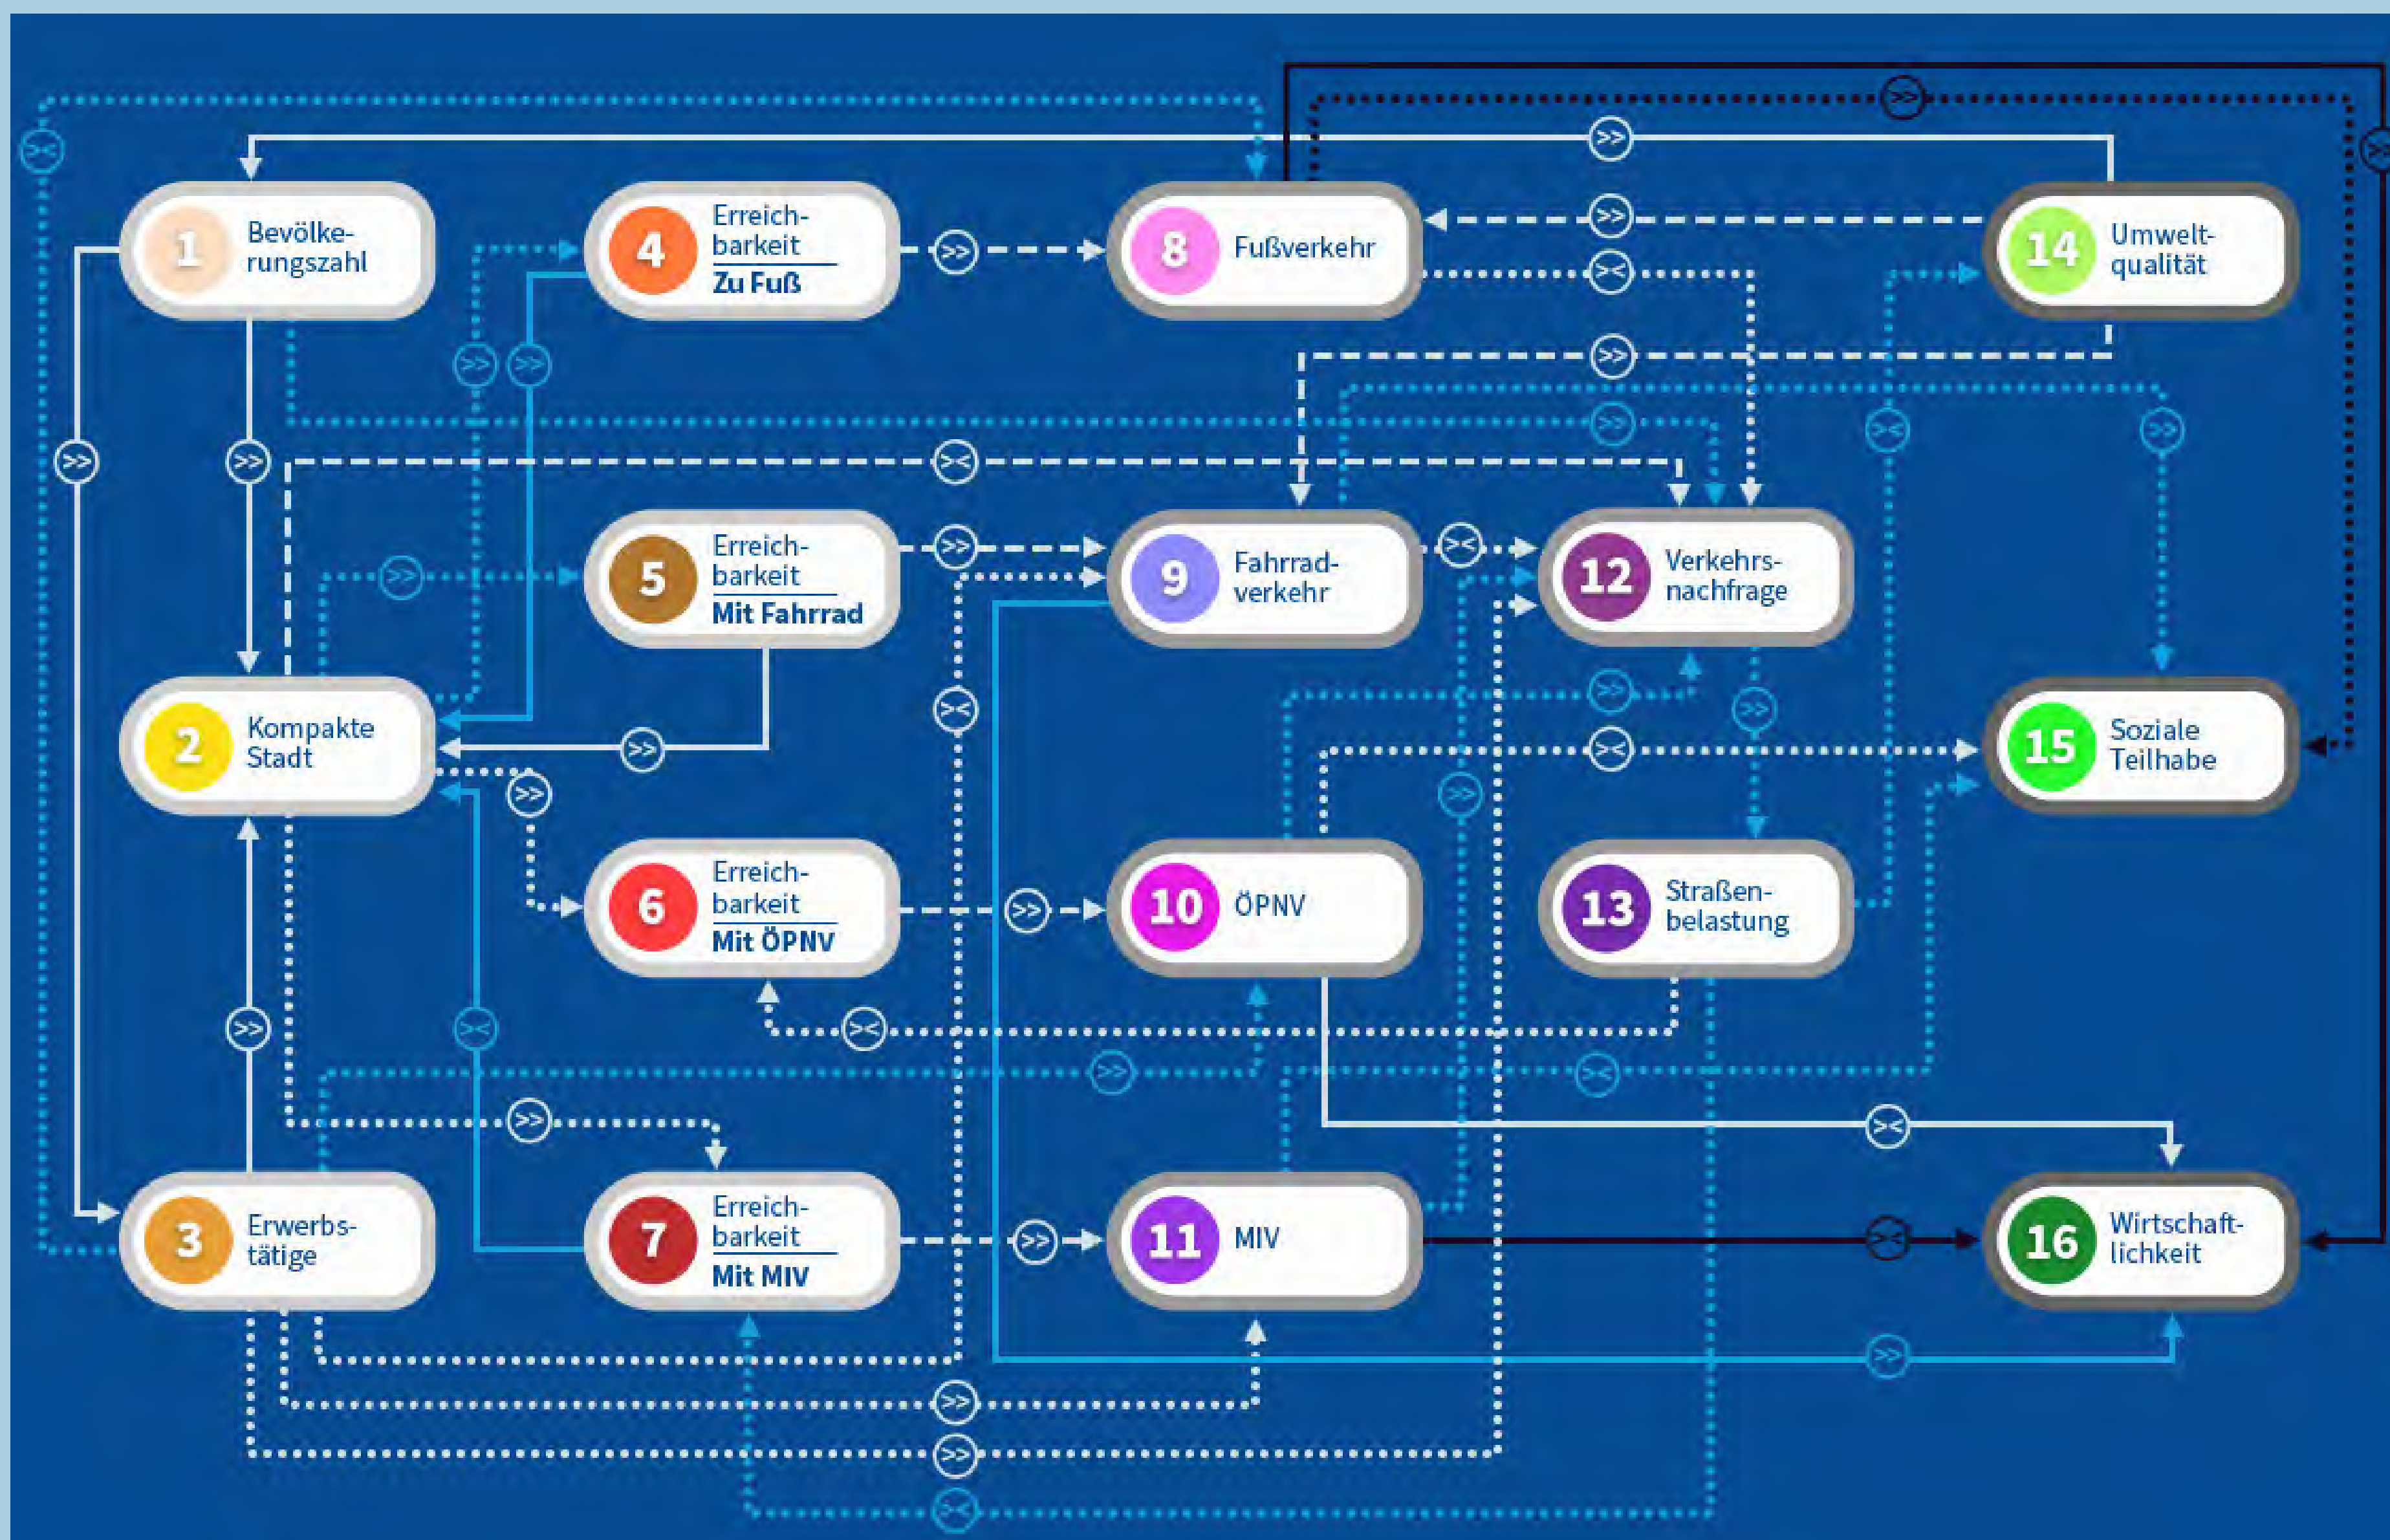 1
Bevölke-
rungszahl
4
Erreich-
barkeit
Zu Fuß
8
Fußverkehr
14
Umwelt-
qualität
5
Erreich-
barkeit
Mit Fahrrad
9
Fahrrad-
verkehr
12
Verkehrs-
nachfrage
2
Kompakte
Stadt
15
Soziale
Teilhabe
6
Erreich-
barkeit
Mit ÖPNV
10
ÖPNV
13
Straßen-
belastung
3
Erwerbs-
tätige
7
Erreich-
barkeit
Mit MIV
11
MIV
16
Wirtschaft-
lichkeit